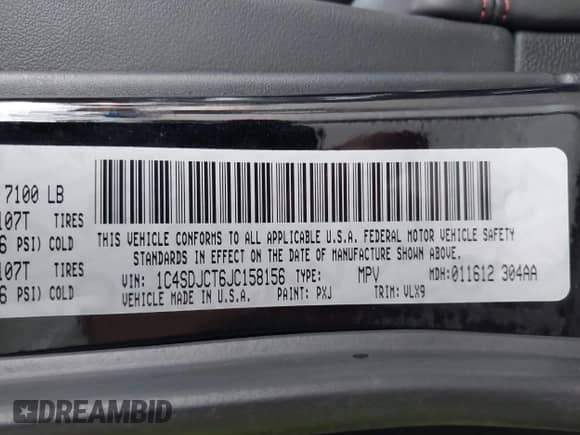 7100 LB
107T TIRES
6 PSI) COLD
107T TIRES
6 PSI) COLD
THIS VEHICLE CONFORMS TO ALL APPLICABLE U.S.A. FEDERAL MOTOR VEHICLE SAFETY
STANDARDS IN EFFECT ON THE DATE OF MANUFACTURE SHOWN ABOVE.
VIN: 1C4SDJCT6JC158156 TYPE: MPV MDH:011612 304AA
VEHICLE MADE IN U.S.A. PAINT: PXJ TRIM: VLX9
DREAMBID